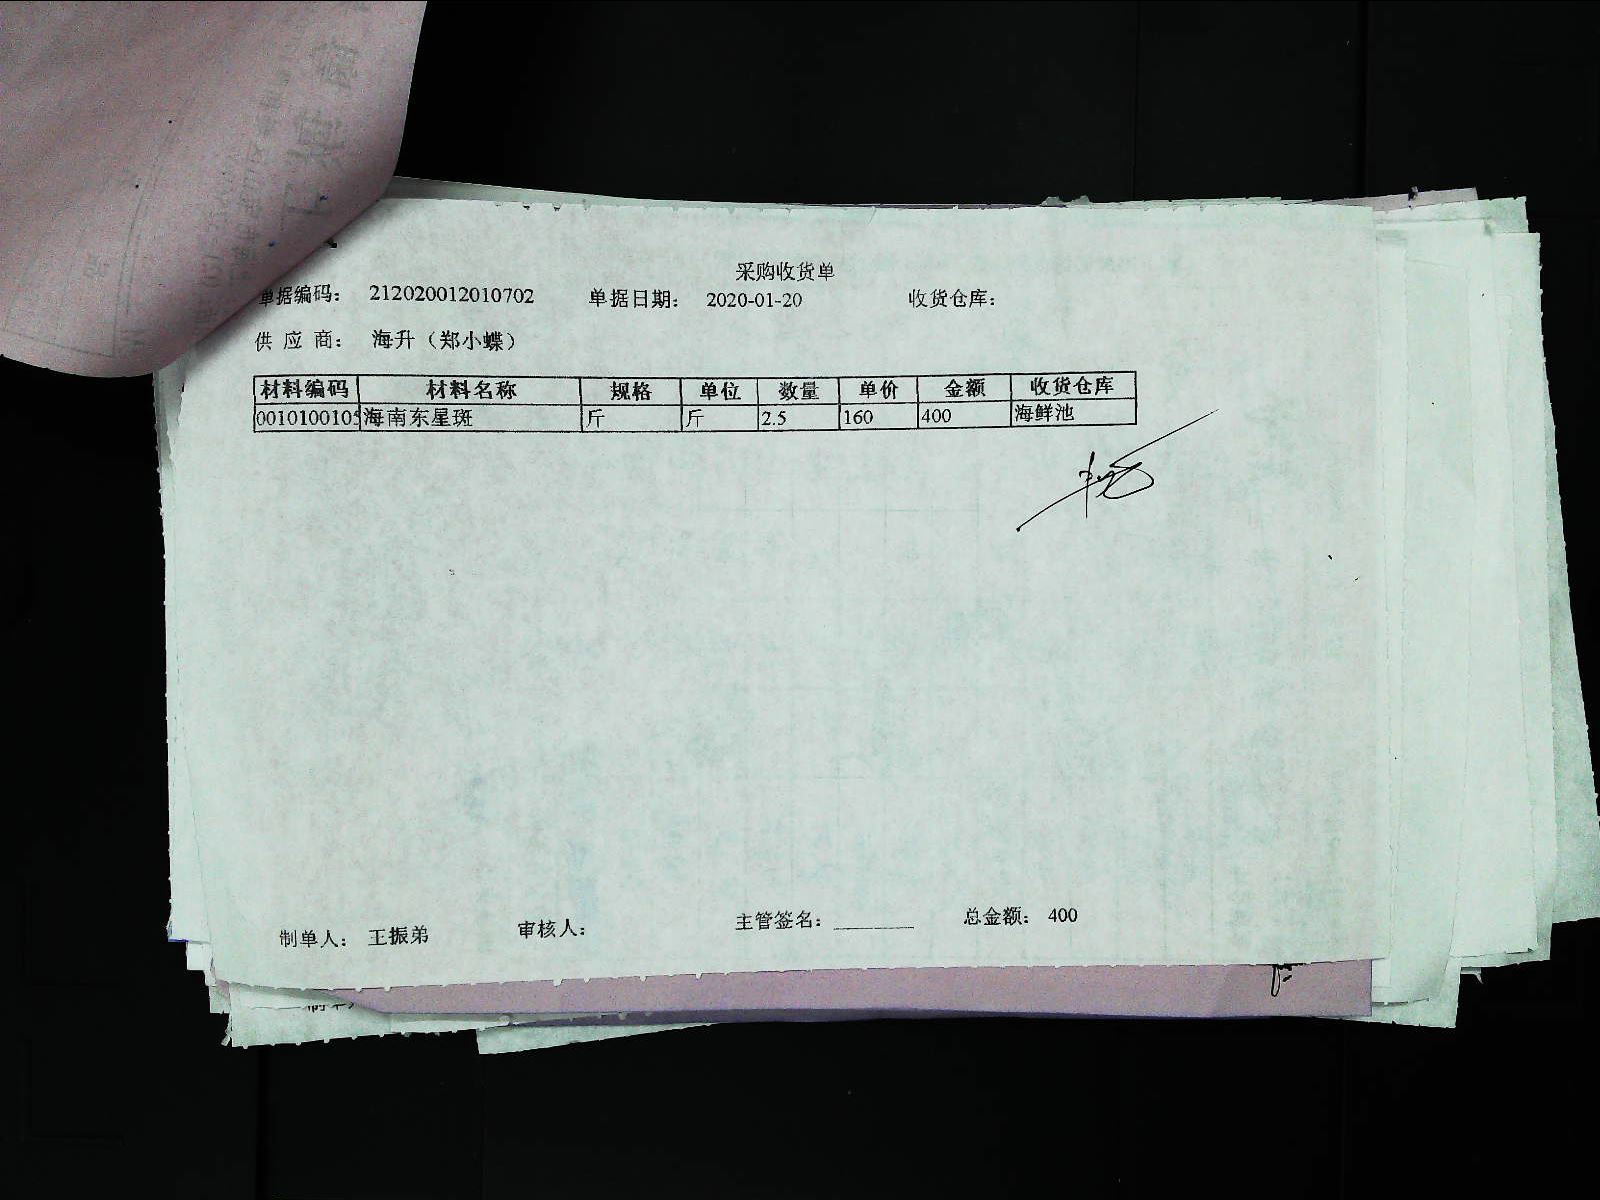 采购收货单
单据编码： 212020012010702 单据日期： 2020-01-20 收货仓库：
供 应 商： 海升（郑小蝶）
材料编码 材料名称 规格 单位 数量 单价 金额 收货仓库
0010100105 海南东星斑 斤 斤 2.5 160 400 海鲜池
制单人： 王振弟 审核人： 主管签名： 总金额： 400